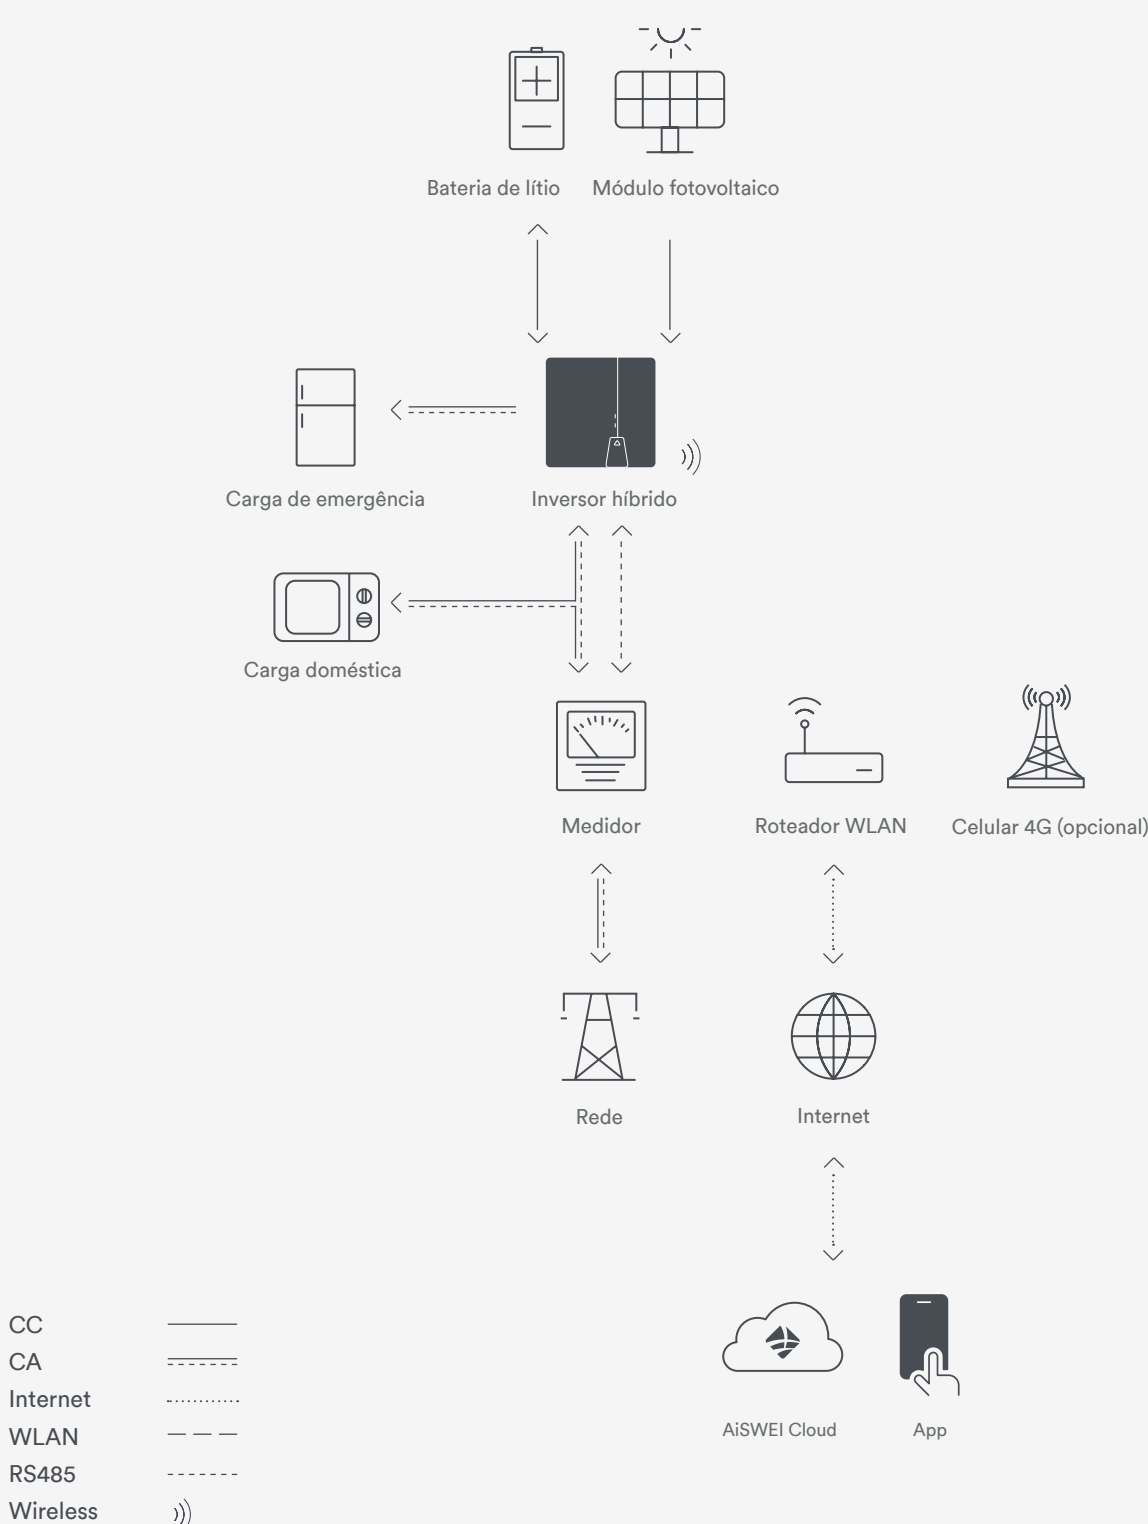 Bateria de lítio
Módulo fotovoltaico
Carga de emergência
Inversor híbrido
Carga doméstica
Medidor
Roteador WLAN
Celular 4G (opcional)
Rede
Internet
CC
CA
Internet
WLAN
RS485
Wireless
AiSWEI Cloud
App